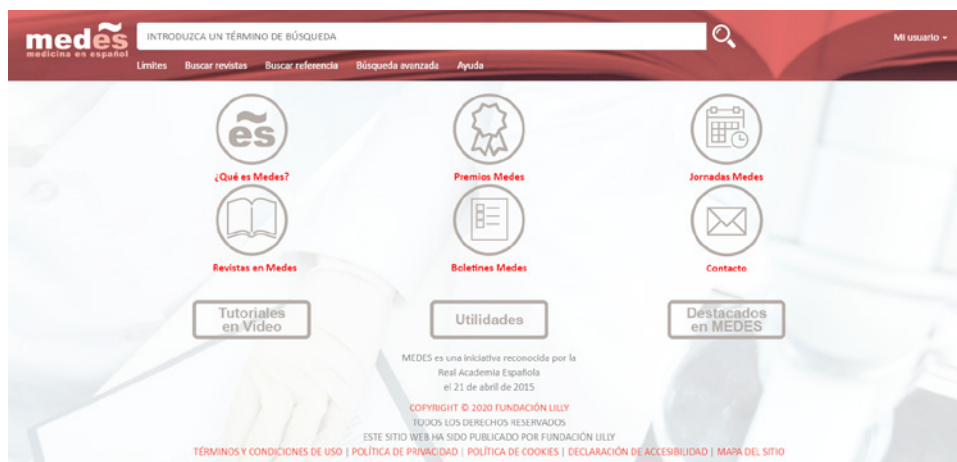 medes
medicina en español
INTRODUZCA UN TÉRMINO DE BÚSQUEDA
Mi usuario
Límites Buscar revistas Buscar referencia Búsqueda avanzada Ayuda
es
¿Qué es Medes? Premios Medes Jornadas Medes
Revistas en Medes Boletines Medes Contacto
Tutoriales
en Vídeo
Utilidades
Destacados
en MEDES
MEDES es una iniciativa reconocida por la
Real Academia Española
el 21 de abril de 2015
COPYRIGHT © 2020 FUNDACIÓN LILLY
TODOS LOS DERECHOS RESERVADOS
ESTE SITIO WEB HA SIDO PUBLICADO POR FUNDACIÓN LILLY
TÉRMINOS Y CONDICIONES DE USO | POLÍTICA DE PRIVACIDAD | POLÍTICA DE COOKIES | DECLARACIÓN DE ACCESIBILIDAD | MAPA DEL SITIO